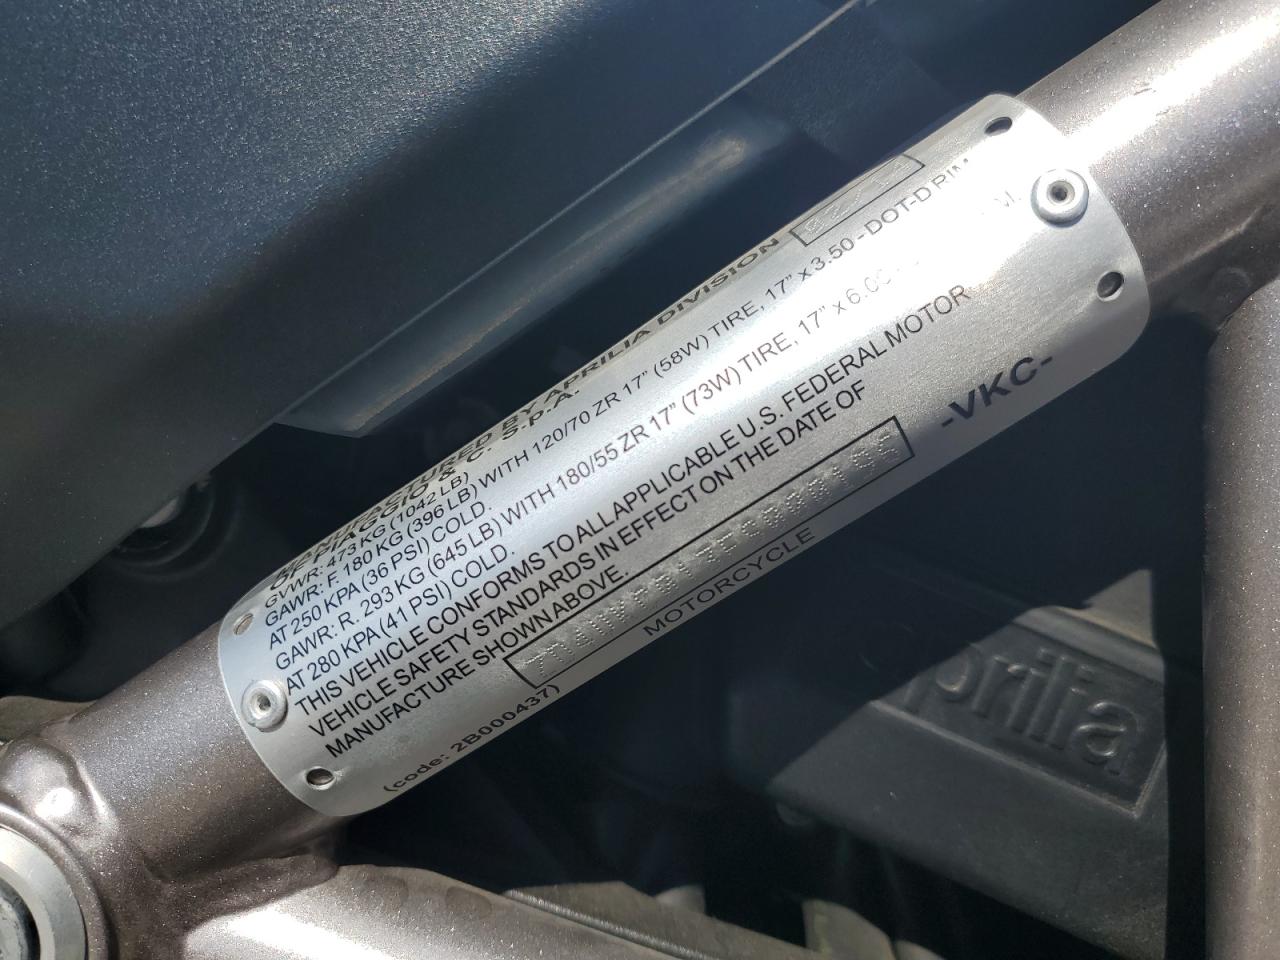 MANUFACTURED BY APRILIA DIVISION
OF PIAGGIO & C. S.p.A.
GVWR: 473 KG (1042 LB)
GAWR: F. 180 KG (396 LB) WITH 120/70 ZR 17" (58W) TIRE, 17" x 3.50 - DOT-D RIM
AT 250 KPA (36 PSI) COLD.
GAWR: R. 293 KG (645 LB) WITH 180/55 ZR 17" (73W) TIRE, 17" x 6.00
AT 280 KPA (41 PSI) COLD.
THIS VEHICLE CONFORMS TO ALL APPLICABLE U.S. FEDERAL MOTOR
VEHICLE SAFETY STANDARDS IN EFFECT ON THE DATE OF
MANUFACTURE SHOWN ABOVE.
-VKC-
MOTORCYCLE
(code: 2B000437)
aprilia